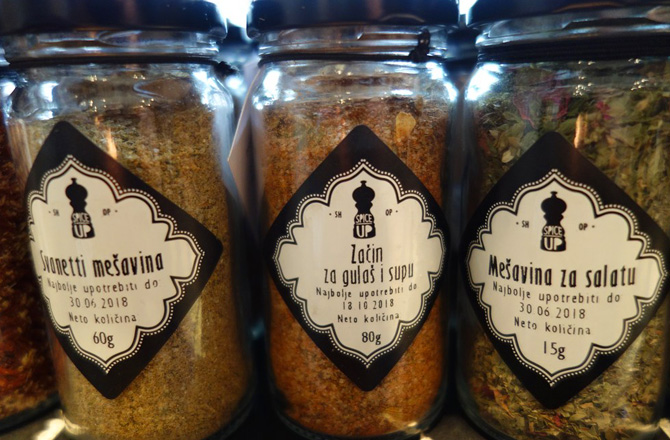 SH OP
SPICE
UP
Svanetti mešavina
Najbolje upotrebiti do
30 06 2018
Neto količina
60g
SH OP
SPICE
UP
Začin
za gulaš i supu
Najbolje upotrebiti do
18 10 2018
Neto količina
80g
SH OP
SPICE
UP
Mešavina za salatu
Najbolje upotrebiti do
30 06 2018
Neto količina
15g